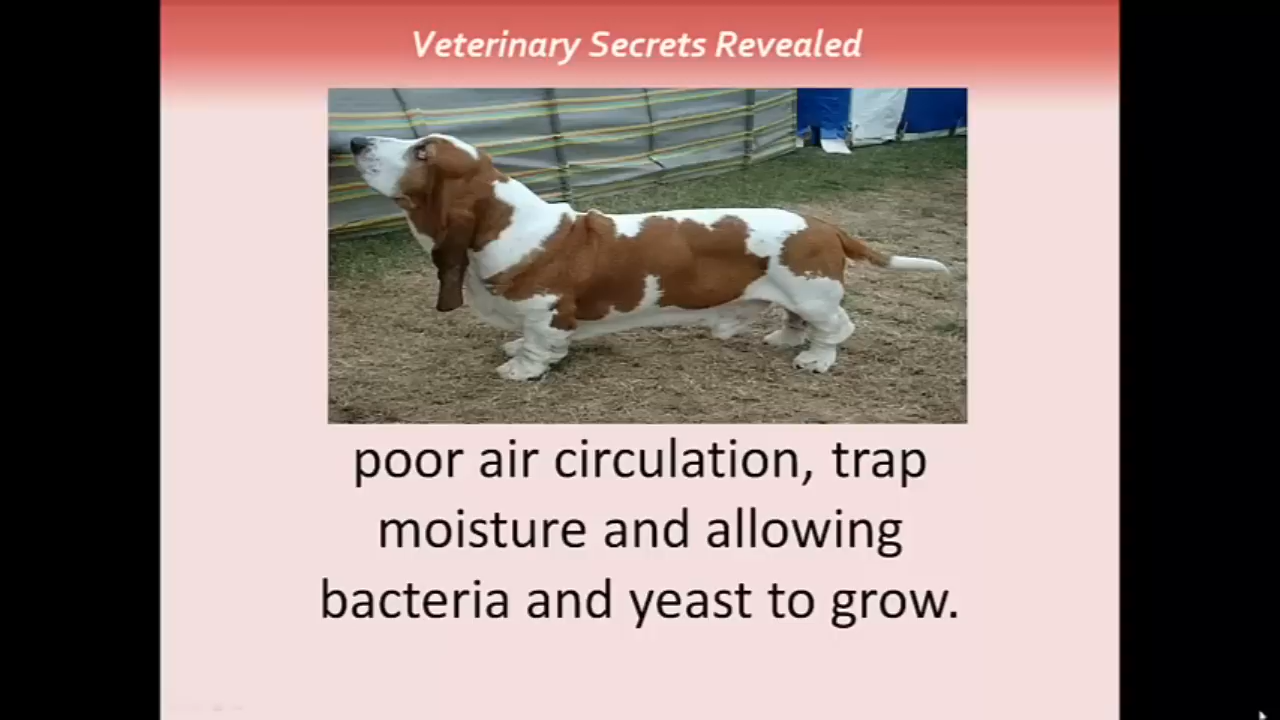 Veterinary Secrets Revealed
poor air circulation, trap
moisture and allowing
bacteria and yeast to grow.